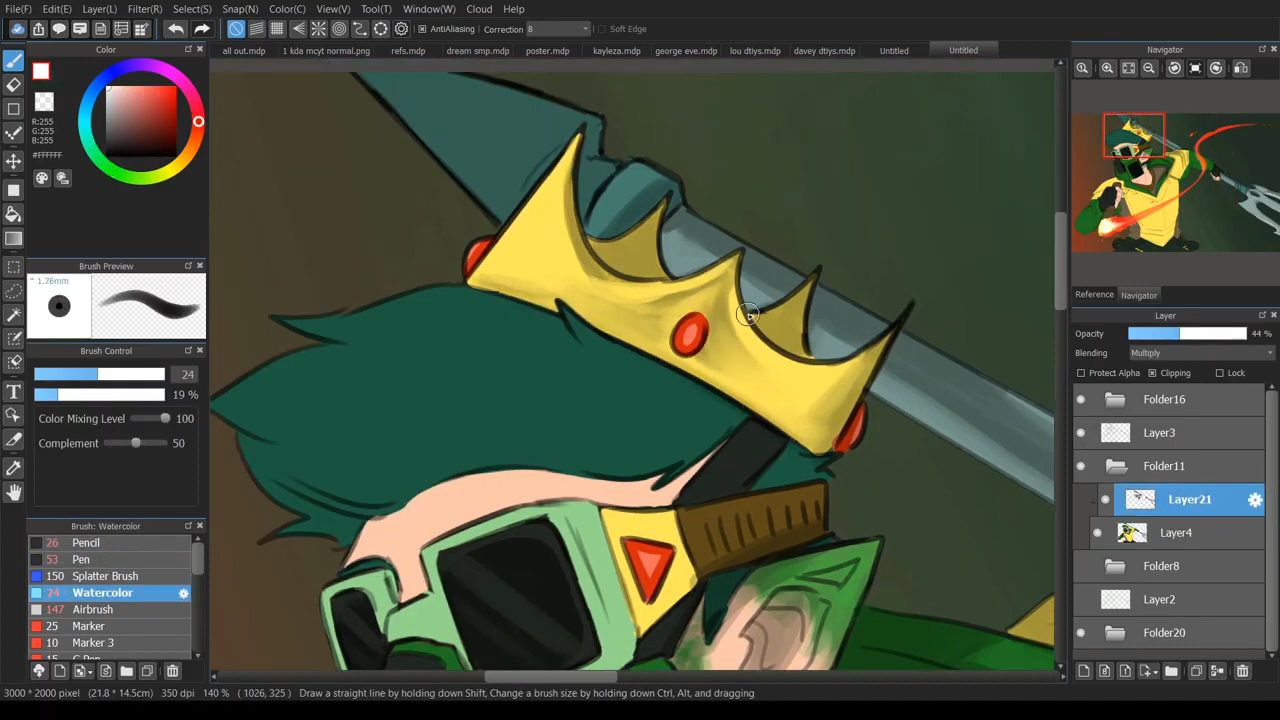 File(F) Edit(E) Layer(L) Filter(R) Select(S) Snap(N) Color(C) View(V) Tool(T) Window(W) Cloud Help
AntiAliasing Correction 8 Soft Edge
all out.mdp 1 kda mcyt normal.png refs.mdp dream smp.mdp poster.mdp kayleza.mdp george eve.mdp lou dtiys.mdp davey dtiys.mdp Untitled Untitled
Color
R:255
G:255
B:255
#FFFFFF
Brush Preview
1.76mm
Brush Control
24
19 %
Color Mixing Level 100
Complement 50
Brush: Watercolor
26 Pencil
53 Pen
150 Splatter Brush
24 Watercolor
147 Airbrush
25 Marker
10 Marker 3
Navigator
Reference Navigator
Layer
Opacity 44 %
Blending Multiply
Protect Alpha Clipping Lock
Folder16
Layer3
Folder11
Layer21
Layer4
Folder8
Layer2
Folder20
3000 * 2000 pixel (21.8 * 14.5cm) 350 dpi 140 % ( 1026, 325 ) Draw a straight line by holding down Shift, Change a brush size by holding down Ctrl, Alt, and dragging